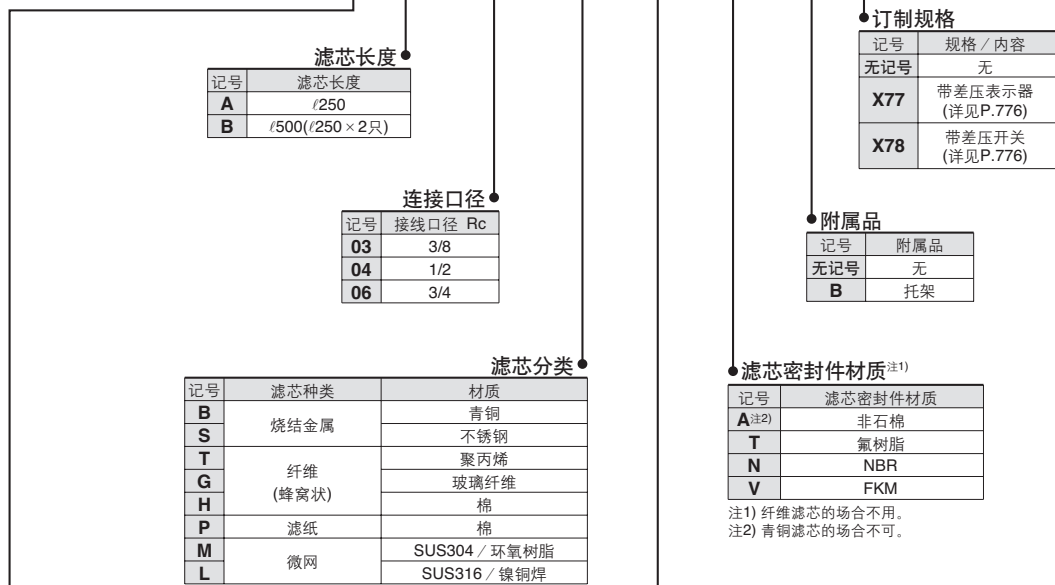 滤芯长度
记号 滤芯长度
A ℓ250
B ℓ500(ℓ250×2只)
连接口径
记号 接线口径 Rc
03 3/8
04 1/2
06 3/4
滤芯分类
记号 滤芯种类 材质
B 烧结金属 青铜
S 不锈钢
T 纤维 (蜂窝状) 聚丙烯
G 玻璃纤维
H 棉
P 滤纸 棉
M 微网 SUS304／环氧树脂
L SUS316／镍铜焊
订制规格
记号 规格／内容
无记号 无
X77 带差压表示器
(详见P.776)
X78 带差压开关
(详见P.776)
附属品
记号 附属品
无记号 无
B 托架
滤芯密封件材质注1)
记号 滤芯密封件材质
A注2) 非石棉
T 氟树脂
N NBR
V FKM
注1) 纤维滤芯的场合不用。
注2) 青铜滤芯的场合不可。